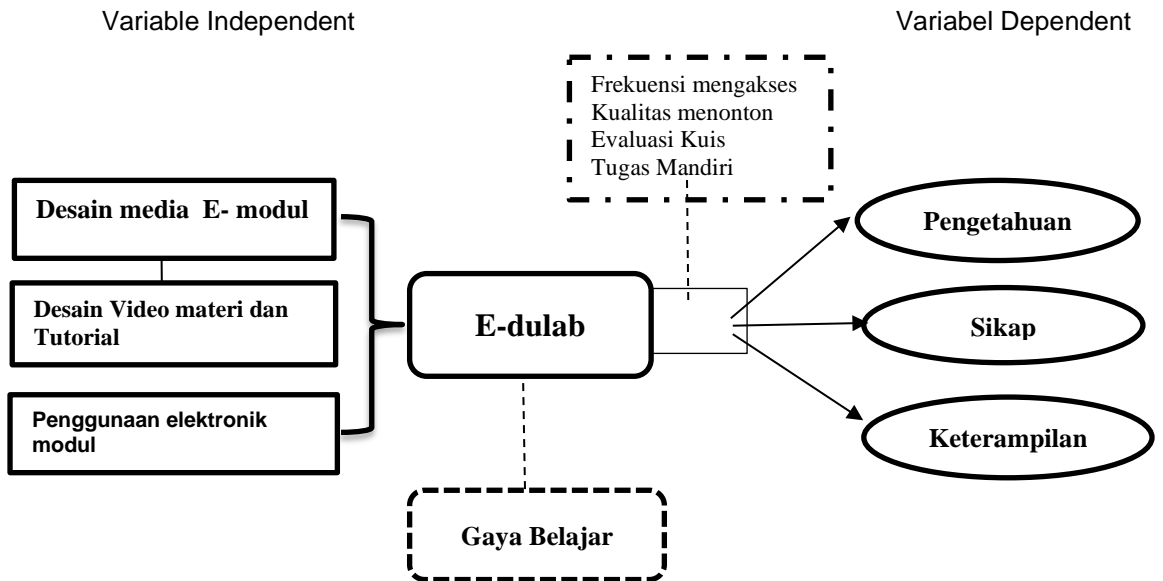 Variable Independent
Variabel Dependent
Frekuensi mengakses
Kualitas menonton
Evaluasi Kuis
Tugas Mandiri
Desain media E- modul
Desain Video materi dan
Tutorial
Penggunaan elektronik
modul
E-dulab
Gaya Belajar
Pengetahuan
Sikap
Keterampilan